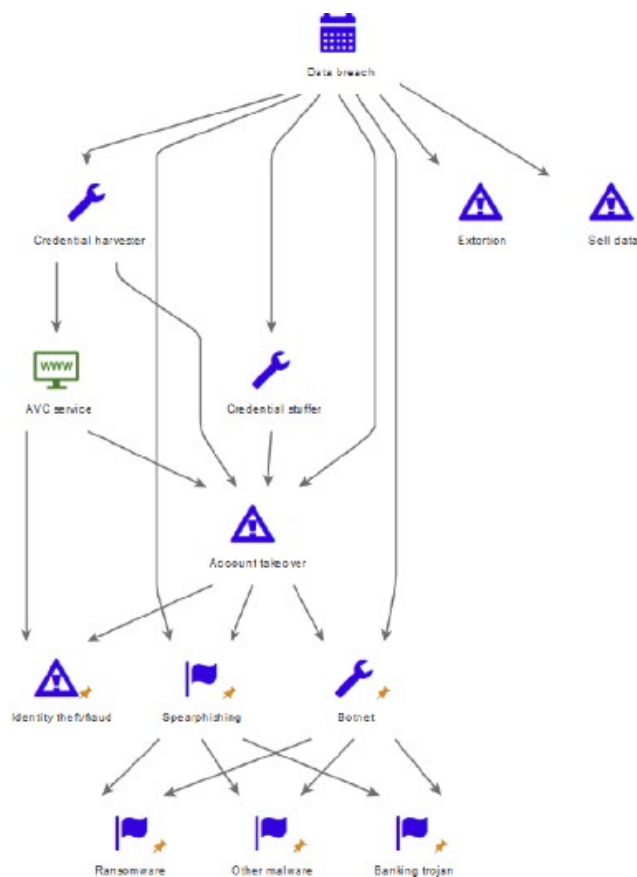 Data breach
Credential harvester
Extortion
Sell data
www
AVC service
Credential stuffer
Account takeover
Identity theft/fraud
Spearphishing
Botnet
Ransomware
Other malware
Banking trojan